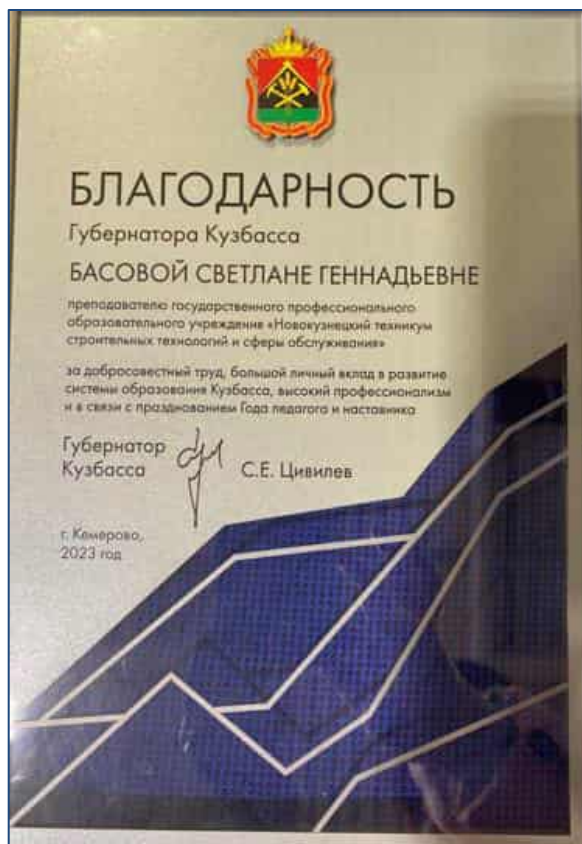 БЛАГОДАРНОСТЬ
Губернатора Кузбасса
БАСОВОЙ СВЕТЛАНЕ ГЕННАДЬЕВНЕ
преподавателю государственного профессионального
образовательного учреждение «Новокузнецкий техникум
строительных технологий и сферы обслуживания»
за добросовестный труд, большой личный вклад в развитие
системы образования Кузбасса, высокий профессионализм
и в связи с празднованием Года педагога и наставника
Губернатор
Кузбасса С.Е. Цивилев
г. Кемерово,
2023 год